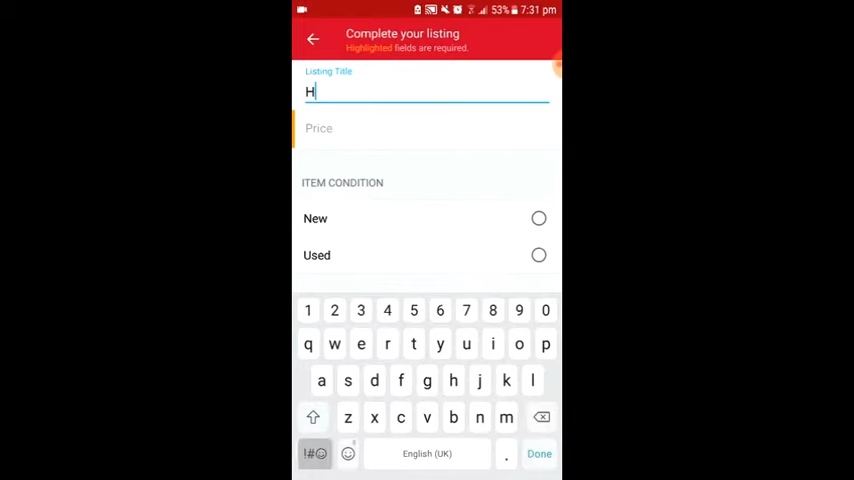 53% 7:31 pm
Complete your listing
Highlighted fields are required.
Listing Title
H
Price
ITEM CONDITION
New
Used
1 2 3 4 5 6 7 8 9 0
q w e r t y u i o p
a s d f g h j k l
z x c v b n m
!#☺ English (UK) . Done